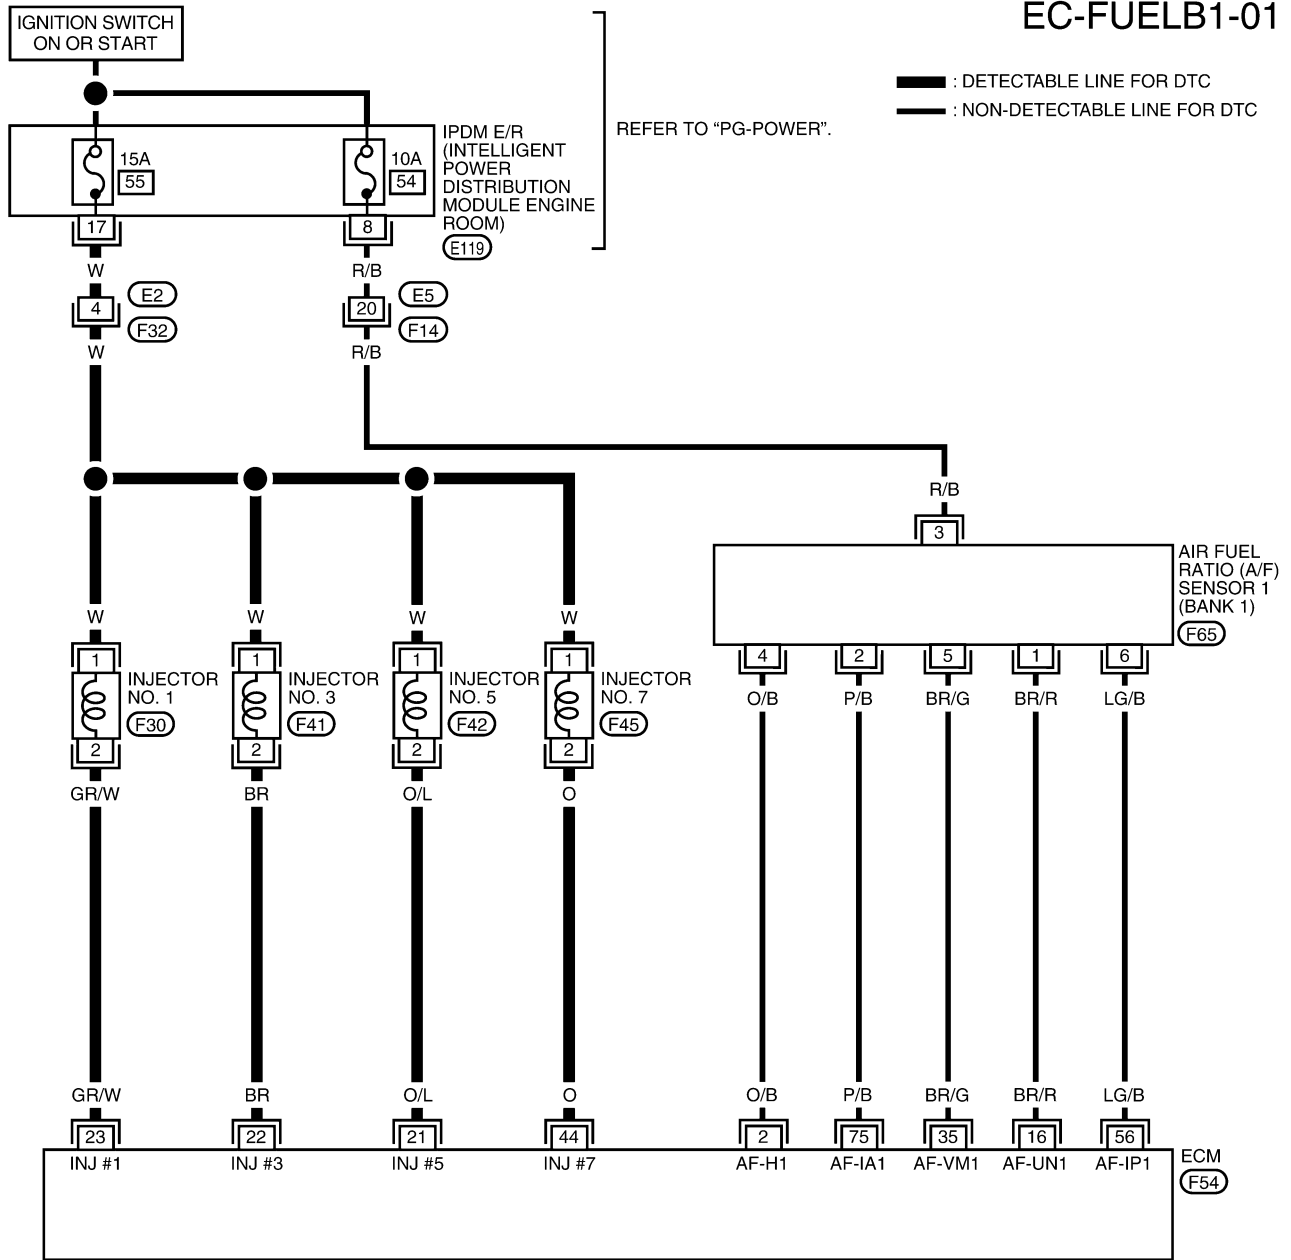 EC-FUELB1-01
IGNITION SWITCH
ON OR START
: DETECTABLE LINE FOR DTC
: NON-DETECTABLE LINE FOR DTC
REFER TO “PG-POWER”.
15A
55
10A
54
IPDM E/R
(INTELLIGENT
POWER
DISTRIBUTION
MODULE ENGINE
ROOM)
E119
17
8
W
R/B
4
E2
F32
20
E5
F14
W
R/B
R/B
3
AIR FUEL
RATIO (A/F)
SENSOR 1
(BANK 1)
F65
W
W
W
W
1
1
1
1
INJECTOR
NO. 1
F30
INJECTOR
NO. 3
F41
INJECTOR
NO. 5
F42
INJECTOR
NO. 7
F45
4
2
5
1
6
O/B
P/B
BR/G
BR/R
LG/B
2
2
2
2
GR/W
BR
O/L
O
GR/W
BR
O/L
O
O/B
P/B
BR/G
BR/R
LG/B
23
22
21
44
2
75
35
16
56
INJ #1
INJ #3
INJ #5
INJ #7
AF-H1
AF-IA1
AF-VM1
AF-UN1
AF-IP1
ECM
F54